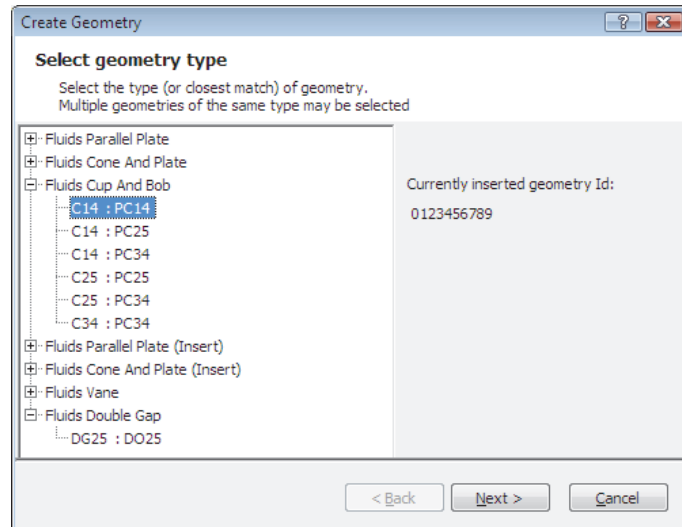 Create Geometry
Select geometry type
Select the type (or closest match) of geometry.
Multiple geometries of the same type may be selected
Fluids Parallel Plate
Fluids Cone And Plate
Fluids Cup And Bob
C14 : PC14
C14 : PC25
C14 : PC34
C25 : PC25
C25 : PC34
C34 : PC34
Fluids Parallel Plate (Insert)
Fluids Cone And Plate (Insert)
Fluids Vane
Fluids Double Gap
DG25 : DO25
Currently inserted geometry Id:
0123456789
< Back
Next >
Cancel